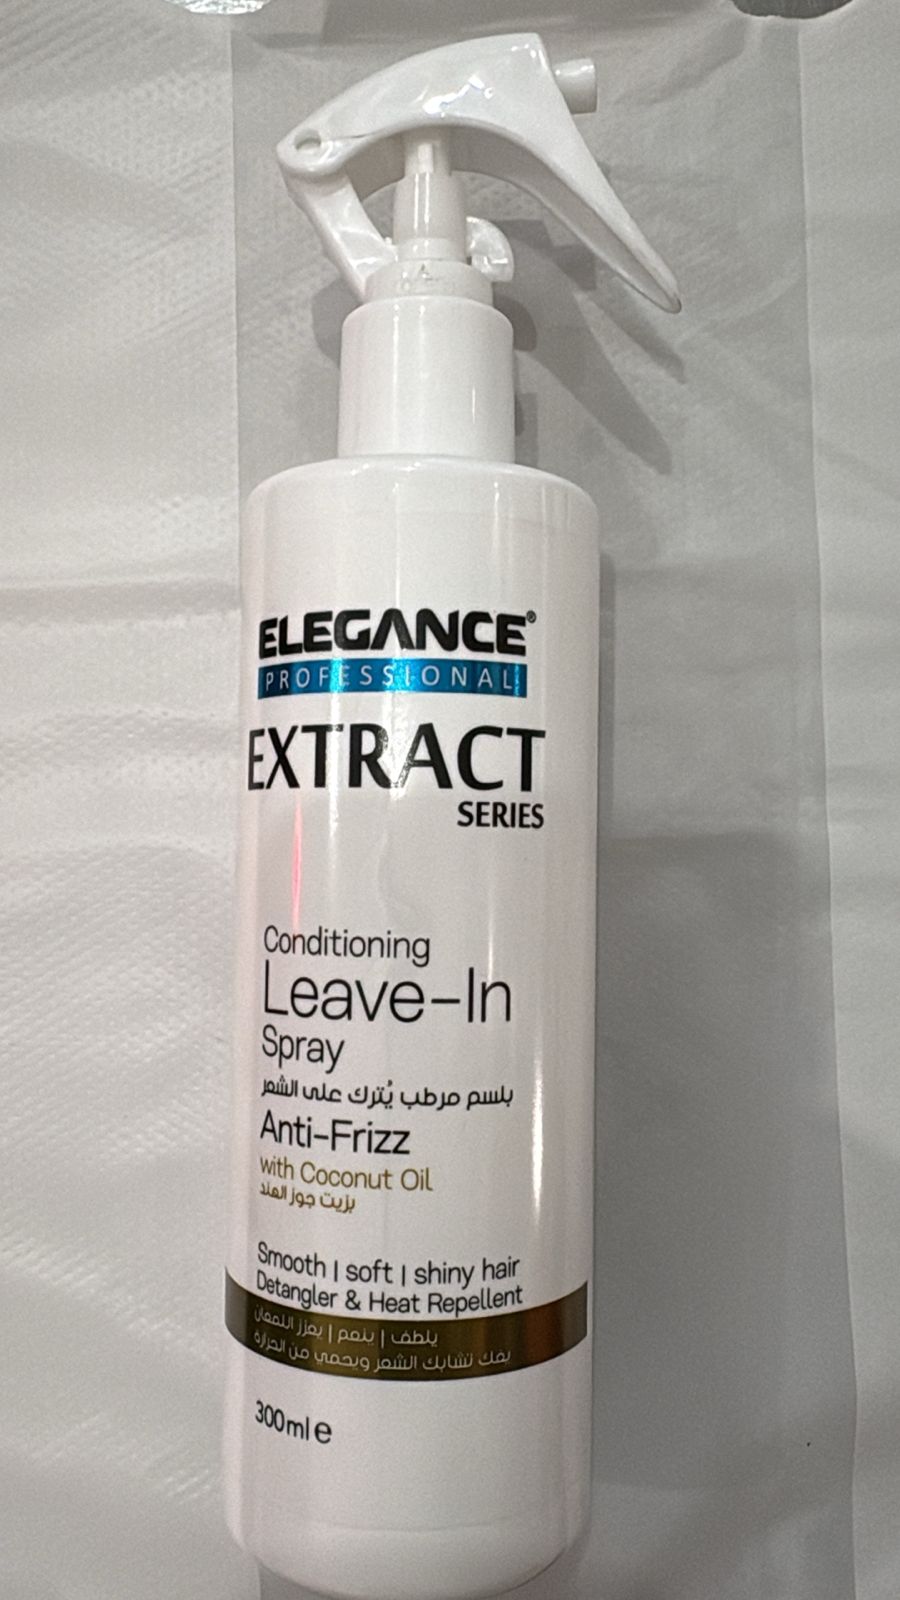 ELEGANCE®
PROFESSIONAL
EXTRACT
SERIES
Conditioning
Leave-In
Spray
بلسم مرطب يُترك على الشعر
Anti-Frizz
with Coconut Oil
بزيت جوز الهند
Smooth | soft | shiny hair
Detangler & Heat Repellent
يلطف | ينعم | يعزز اللمعان
يفك تشابك الشعر ويحمي من الحرارة
300ml e